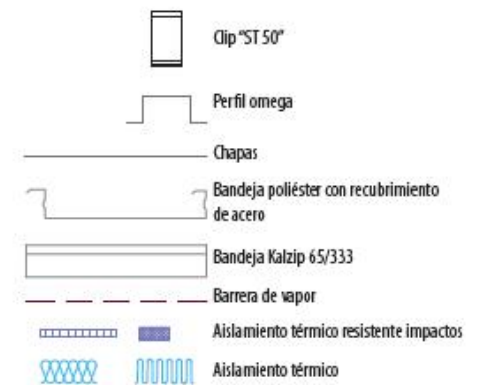 Clip "ST 50"
Perfil omega
Chapas
Bandeja poliéster con recubrimiento
de acero
Bandeja Kalzip 65/333
Barrera de vapor
Aislamiento térmico resistente impactos
Aislamiento térmico